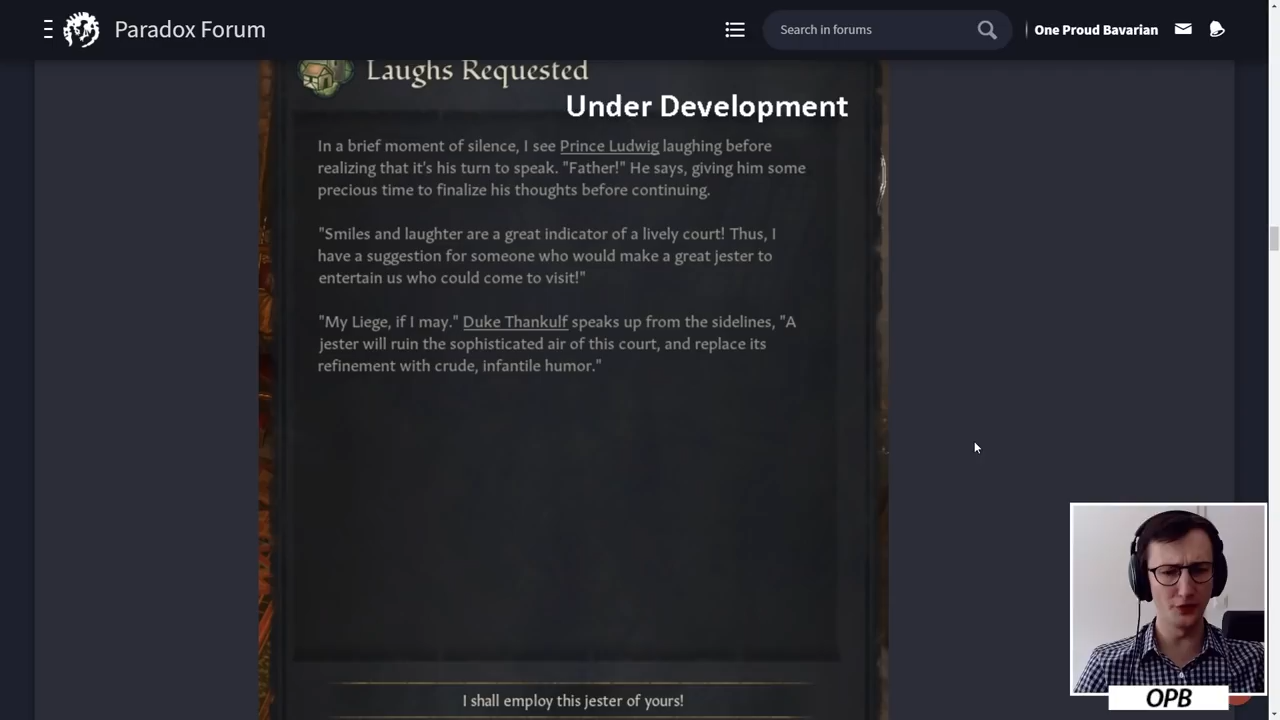 Paradox Forum
Search in forums
One Proud Bavarian
Laughs Requested
Under Development
In a brief moment of silence, I see Prince Ludwig laughing before
realizing that it's his turn to speak. "Father!" He says, giving him some
precious time to finalize his thoughts before continuing.
"Smiles and laughter are a great indicator of a lively court! Thus, I
have a suggestion for someone who would make a great jester to
entertain us who could come to visit!"
"My Liege, if I may." Duke Thankulf speaks up from the sidelines, "A
jester will ruin the sophisticated air of this court, and replace its
refinement with crude, infantile humor."
I shall employ this jester of yours!
OPB